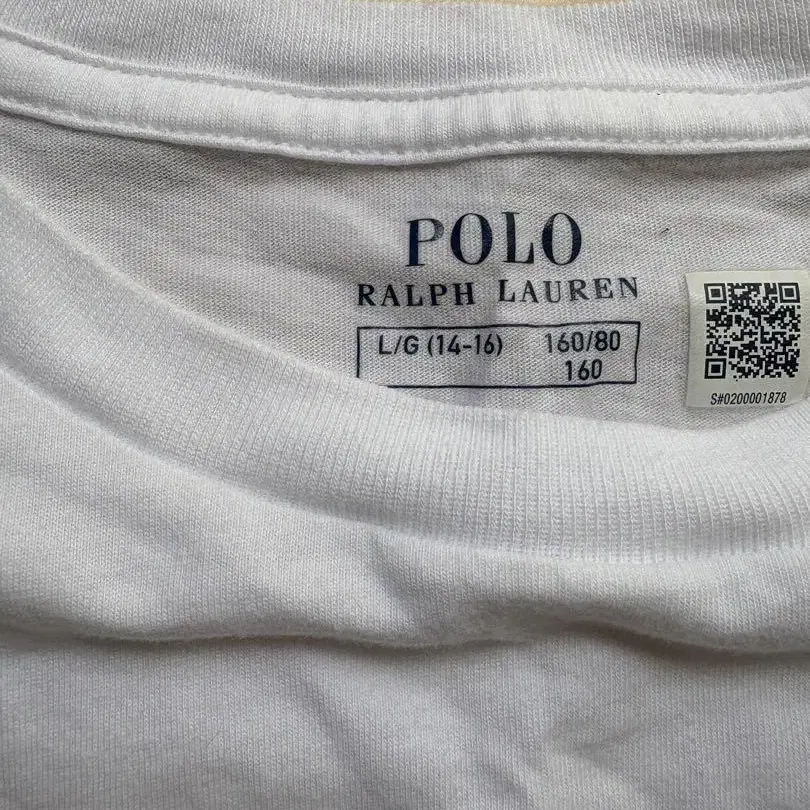 POLO
RALPH LAUREN
L/G (14-16) 160/80
160
S#0200001878